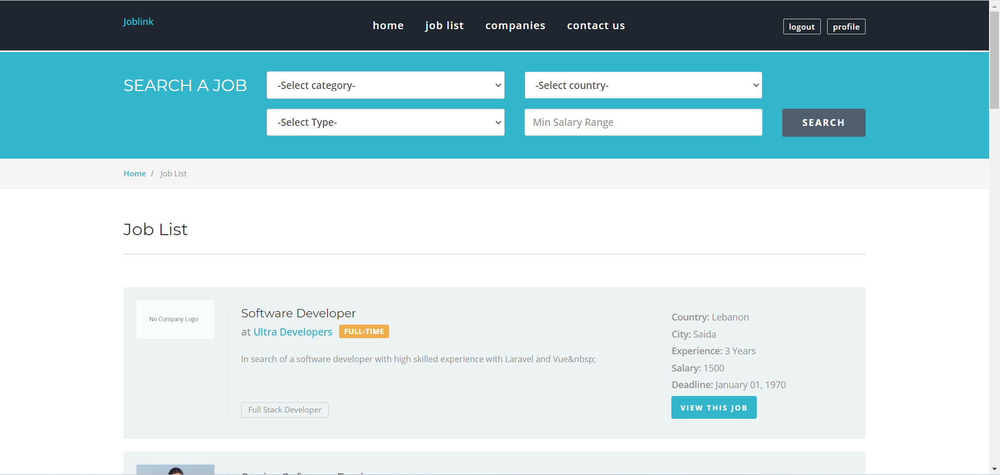 Joblink
home job list companies contact us
logout profile
SEARCH A JOB
-Select category-
-Select country-
-Select Type-
Min Salary Range
SEARCH
Home / Job List
Job List
No Company Logo
Software Developer
at Ultra Developers FULL-TIME
In search of a software developer with high skilled experience with Laravel and Vue&nbsp;
Full Stack Developer
Country: Lebanon
City: Saida
Experience: 3 Years
Salary: 1500
Deadline: January 01, 1970
VIEW THIS JOB